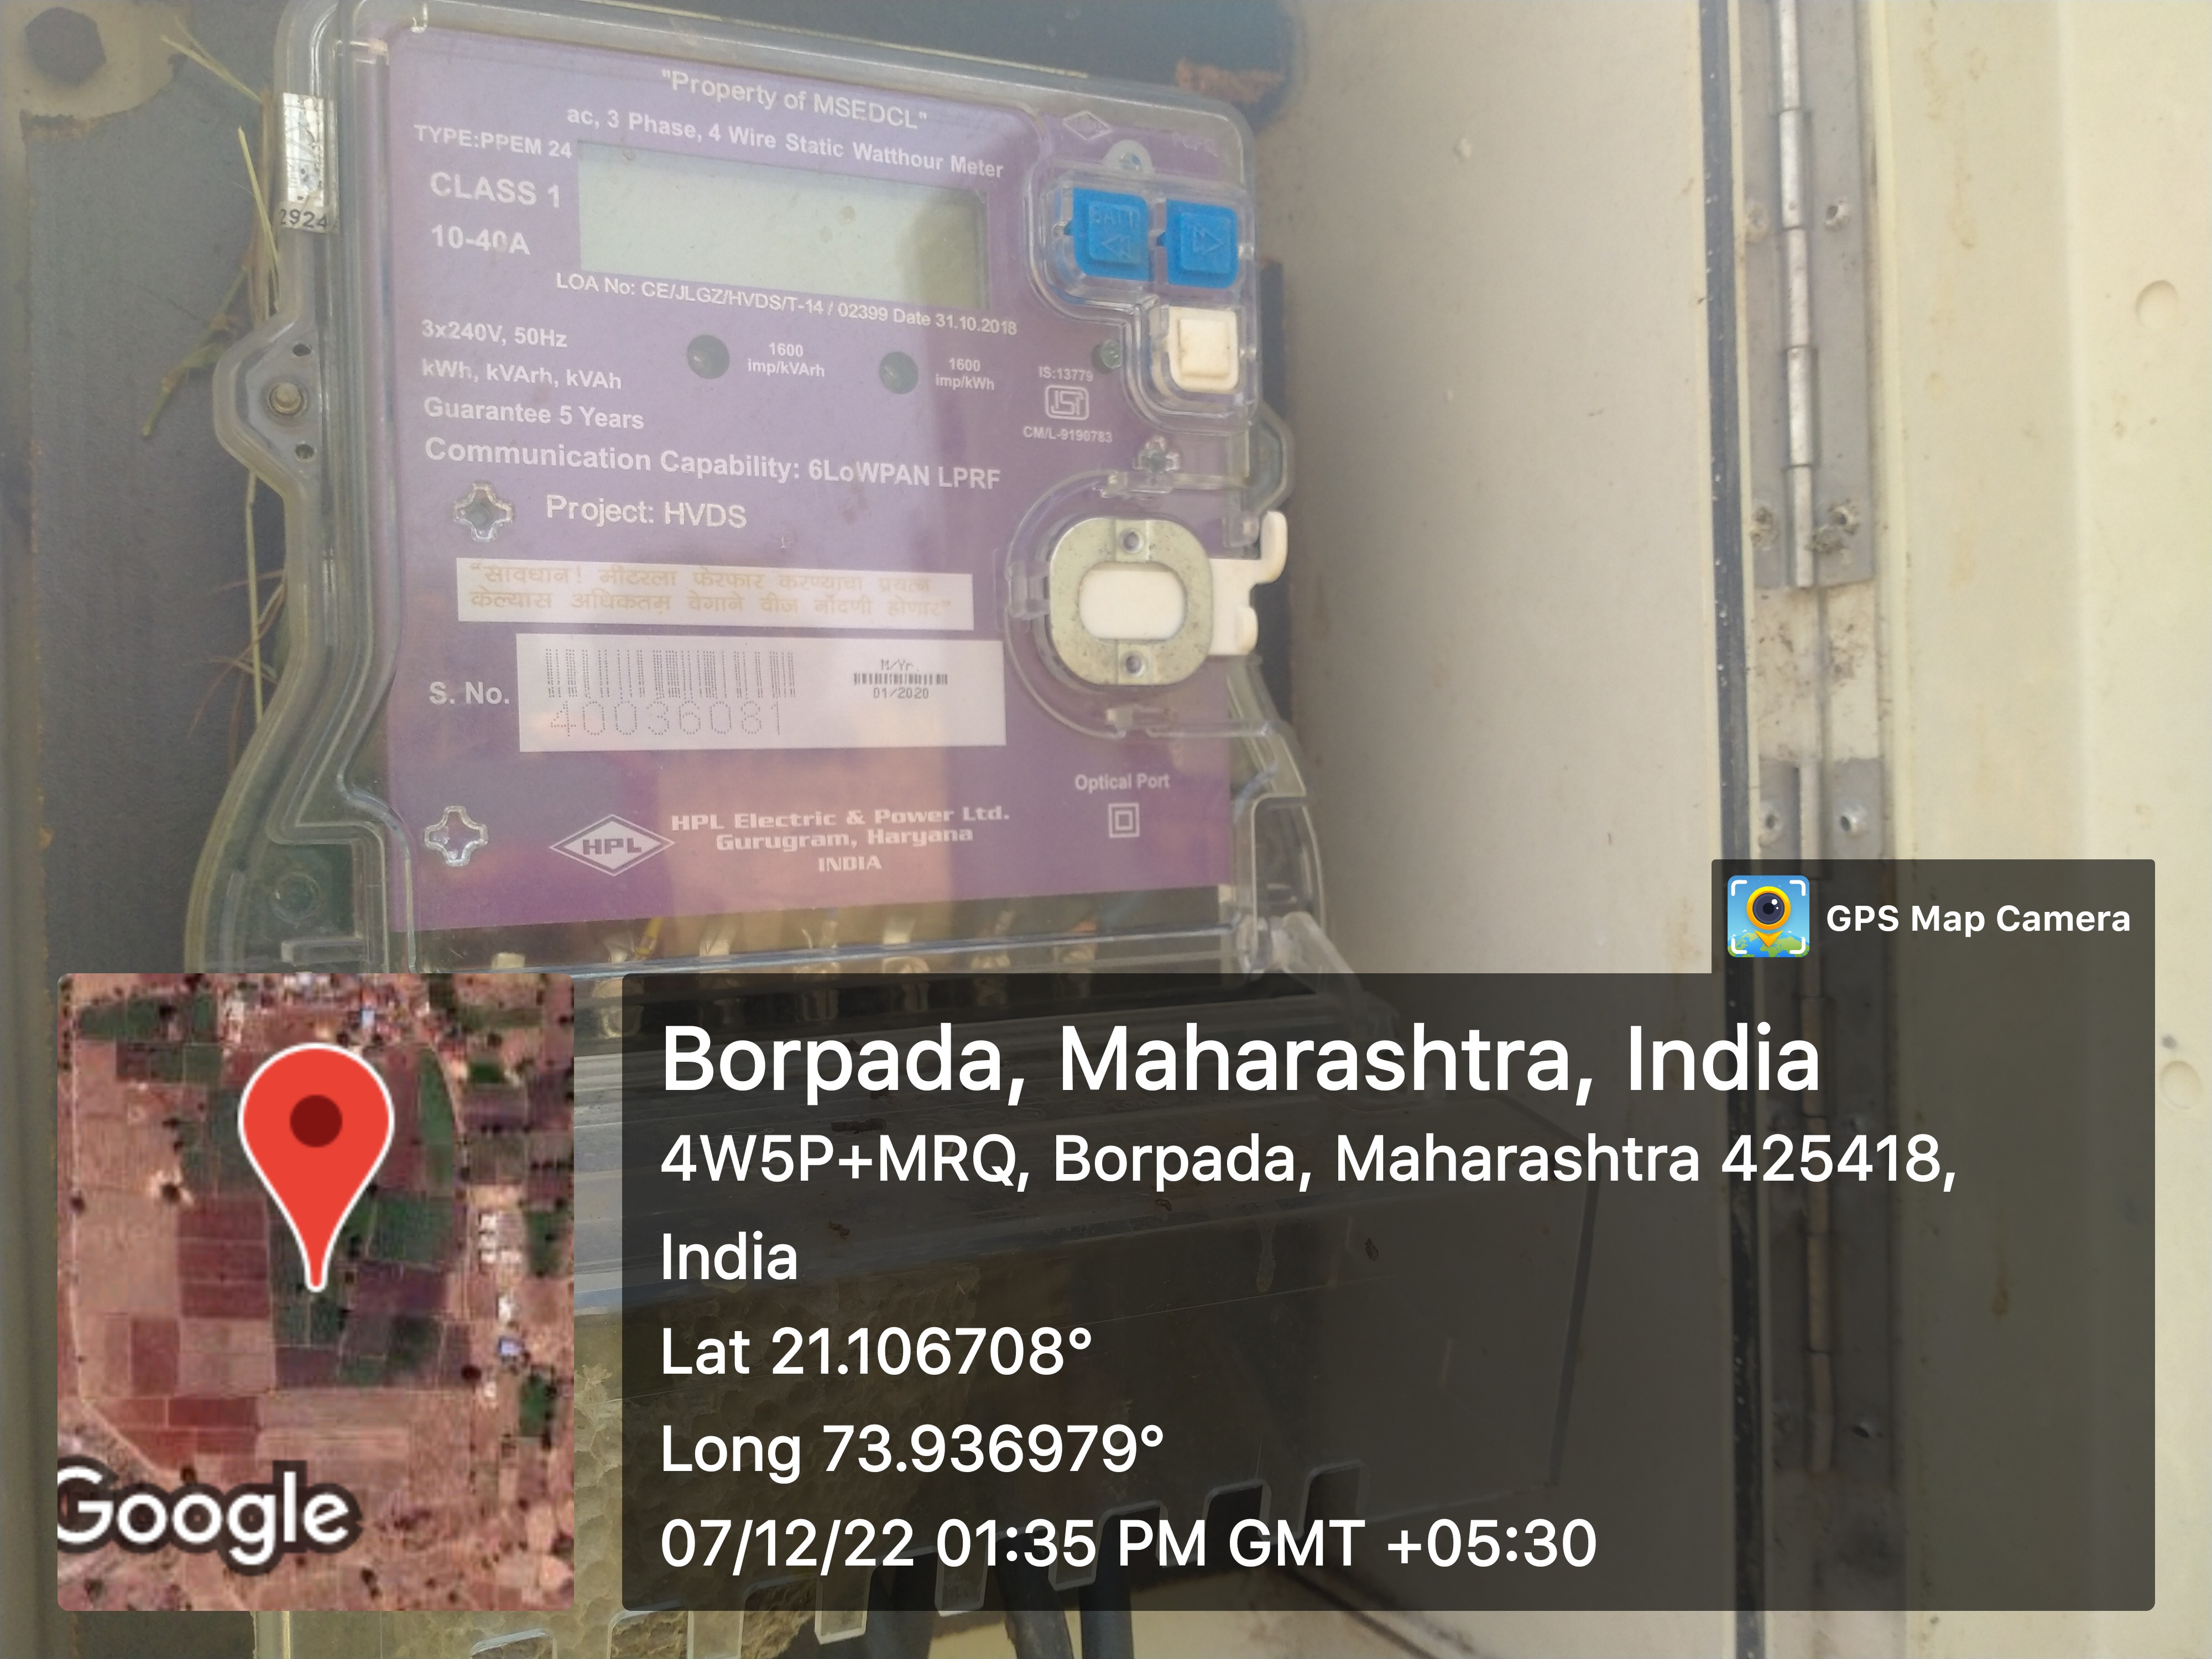 "Property of MSEDCL"
ac, 3 Phase, 4 Wire Static Watthour Meter
TYPE:PPEM 24
CLASS 1
10-40A
2924
BATT
LOA No: CE/JLGZ/HVDS/T-14 / 02399 Date 31.10.2018
3x240V, 50Hz
1600
imp/kVArh
1600
imp/kWh
kWh, kVArh, kVAh
IS:13779
CM/L-9190783
Guarantee 5 Years
Communication Capability: 6LoWPAN LPRF
Project: HVDS
"सावधान! मीटरला फेरफार करण्याचा प्रयत्न
केल्यास अधिकतम वेगाने वीज नोंदणी होणार"
S. No.
40036081
M/Yr.
01/2020
Optical Port
HPL
HPL Electric & Power Ltd.
Gurugram, Haryana
INDIA
GPS Map Camera
Borpada, Maharashtra, India
4W5P+MRQ, Borpada, Maharashtra 425418,
India
Lat 21.106708°
Long 73.936979°
07/12/22 01:35 PM GMT +05:30
Google